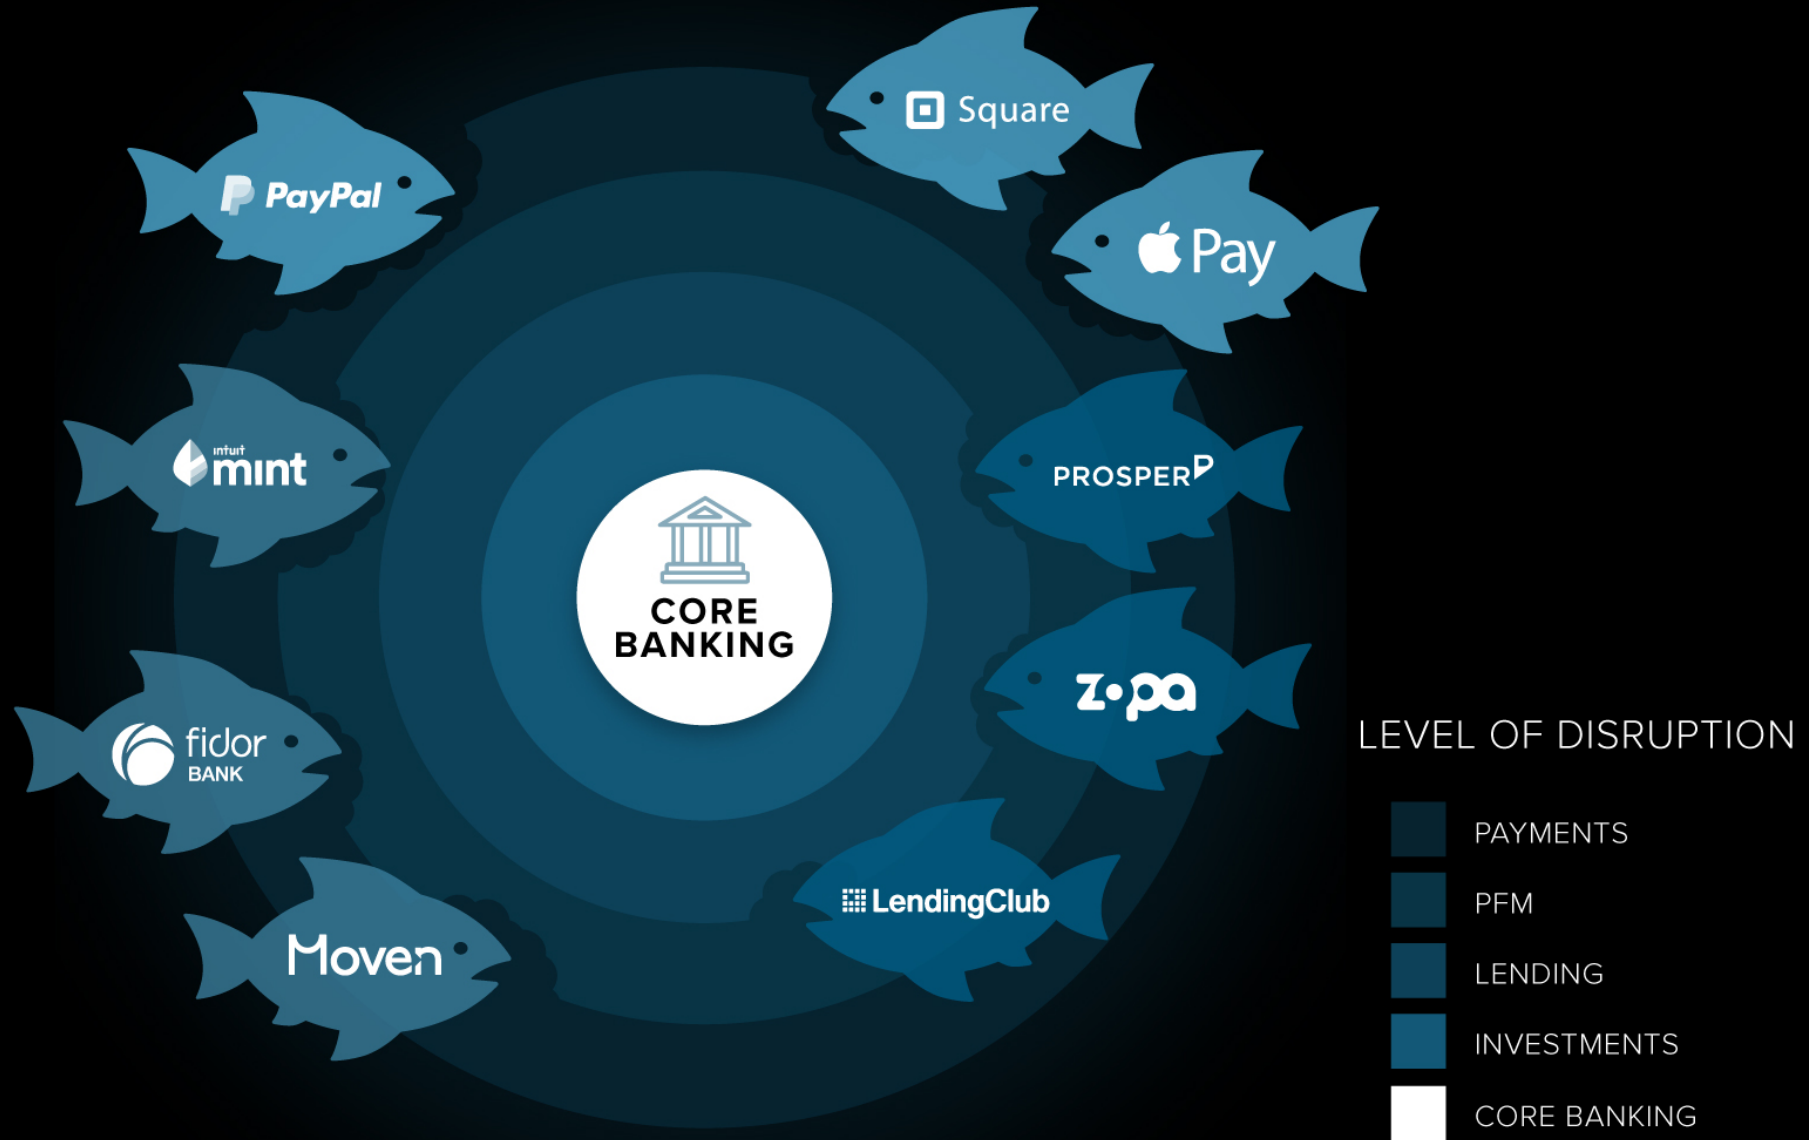 Square
PayPal
Pay
intuit
mint
PROSPER
zopa
CORE
BANKING
fidor
BANK
LendingClub
Moven
LEVEL OF DISRUPTION
PAYMENTS
PFM
LENDING
INVESTMENTS
CORE BANKING